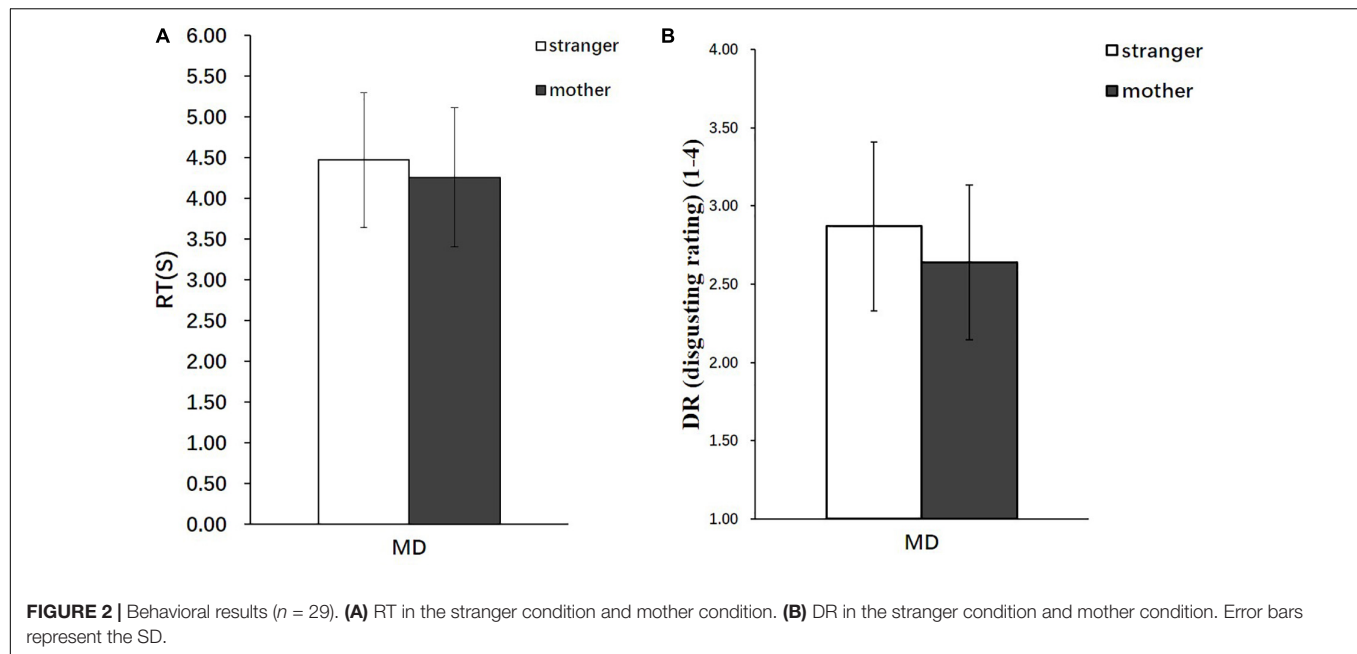 A
6.00
5.50
5.00
4.50
4.00
3.50
3.00
2.50
2.00
1.50
1.00
0.50
0.00
RT(S)
MD
stranger
mother
B
4.00
3.50
3.00
2.50
2.00
1.50
1.00
DR (disgusting rating) (1-4)
MD
stranger
mother
FIGURE 2 | Behavioral results (n = 29). (A) RT in the stranger condition and mother condition. (B) DR in the stranger condition and mother condition. Error bars
represent the SD.